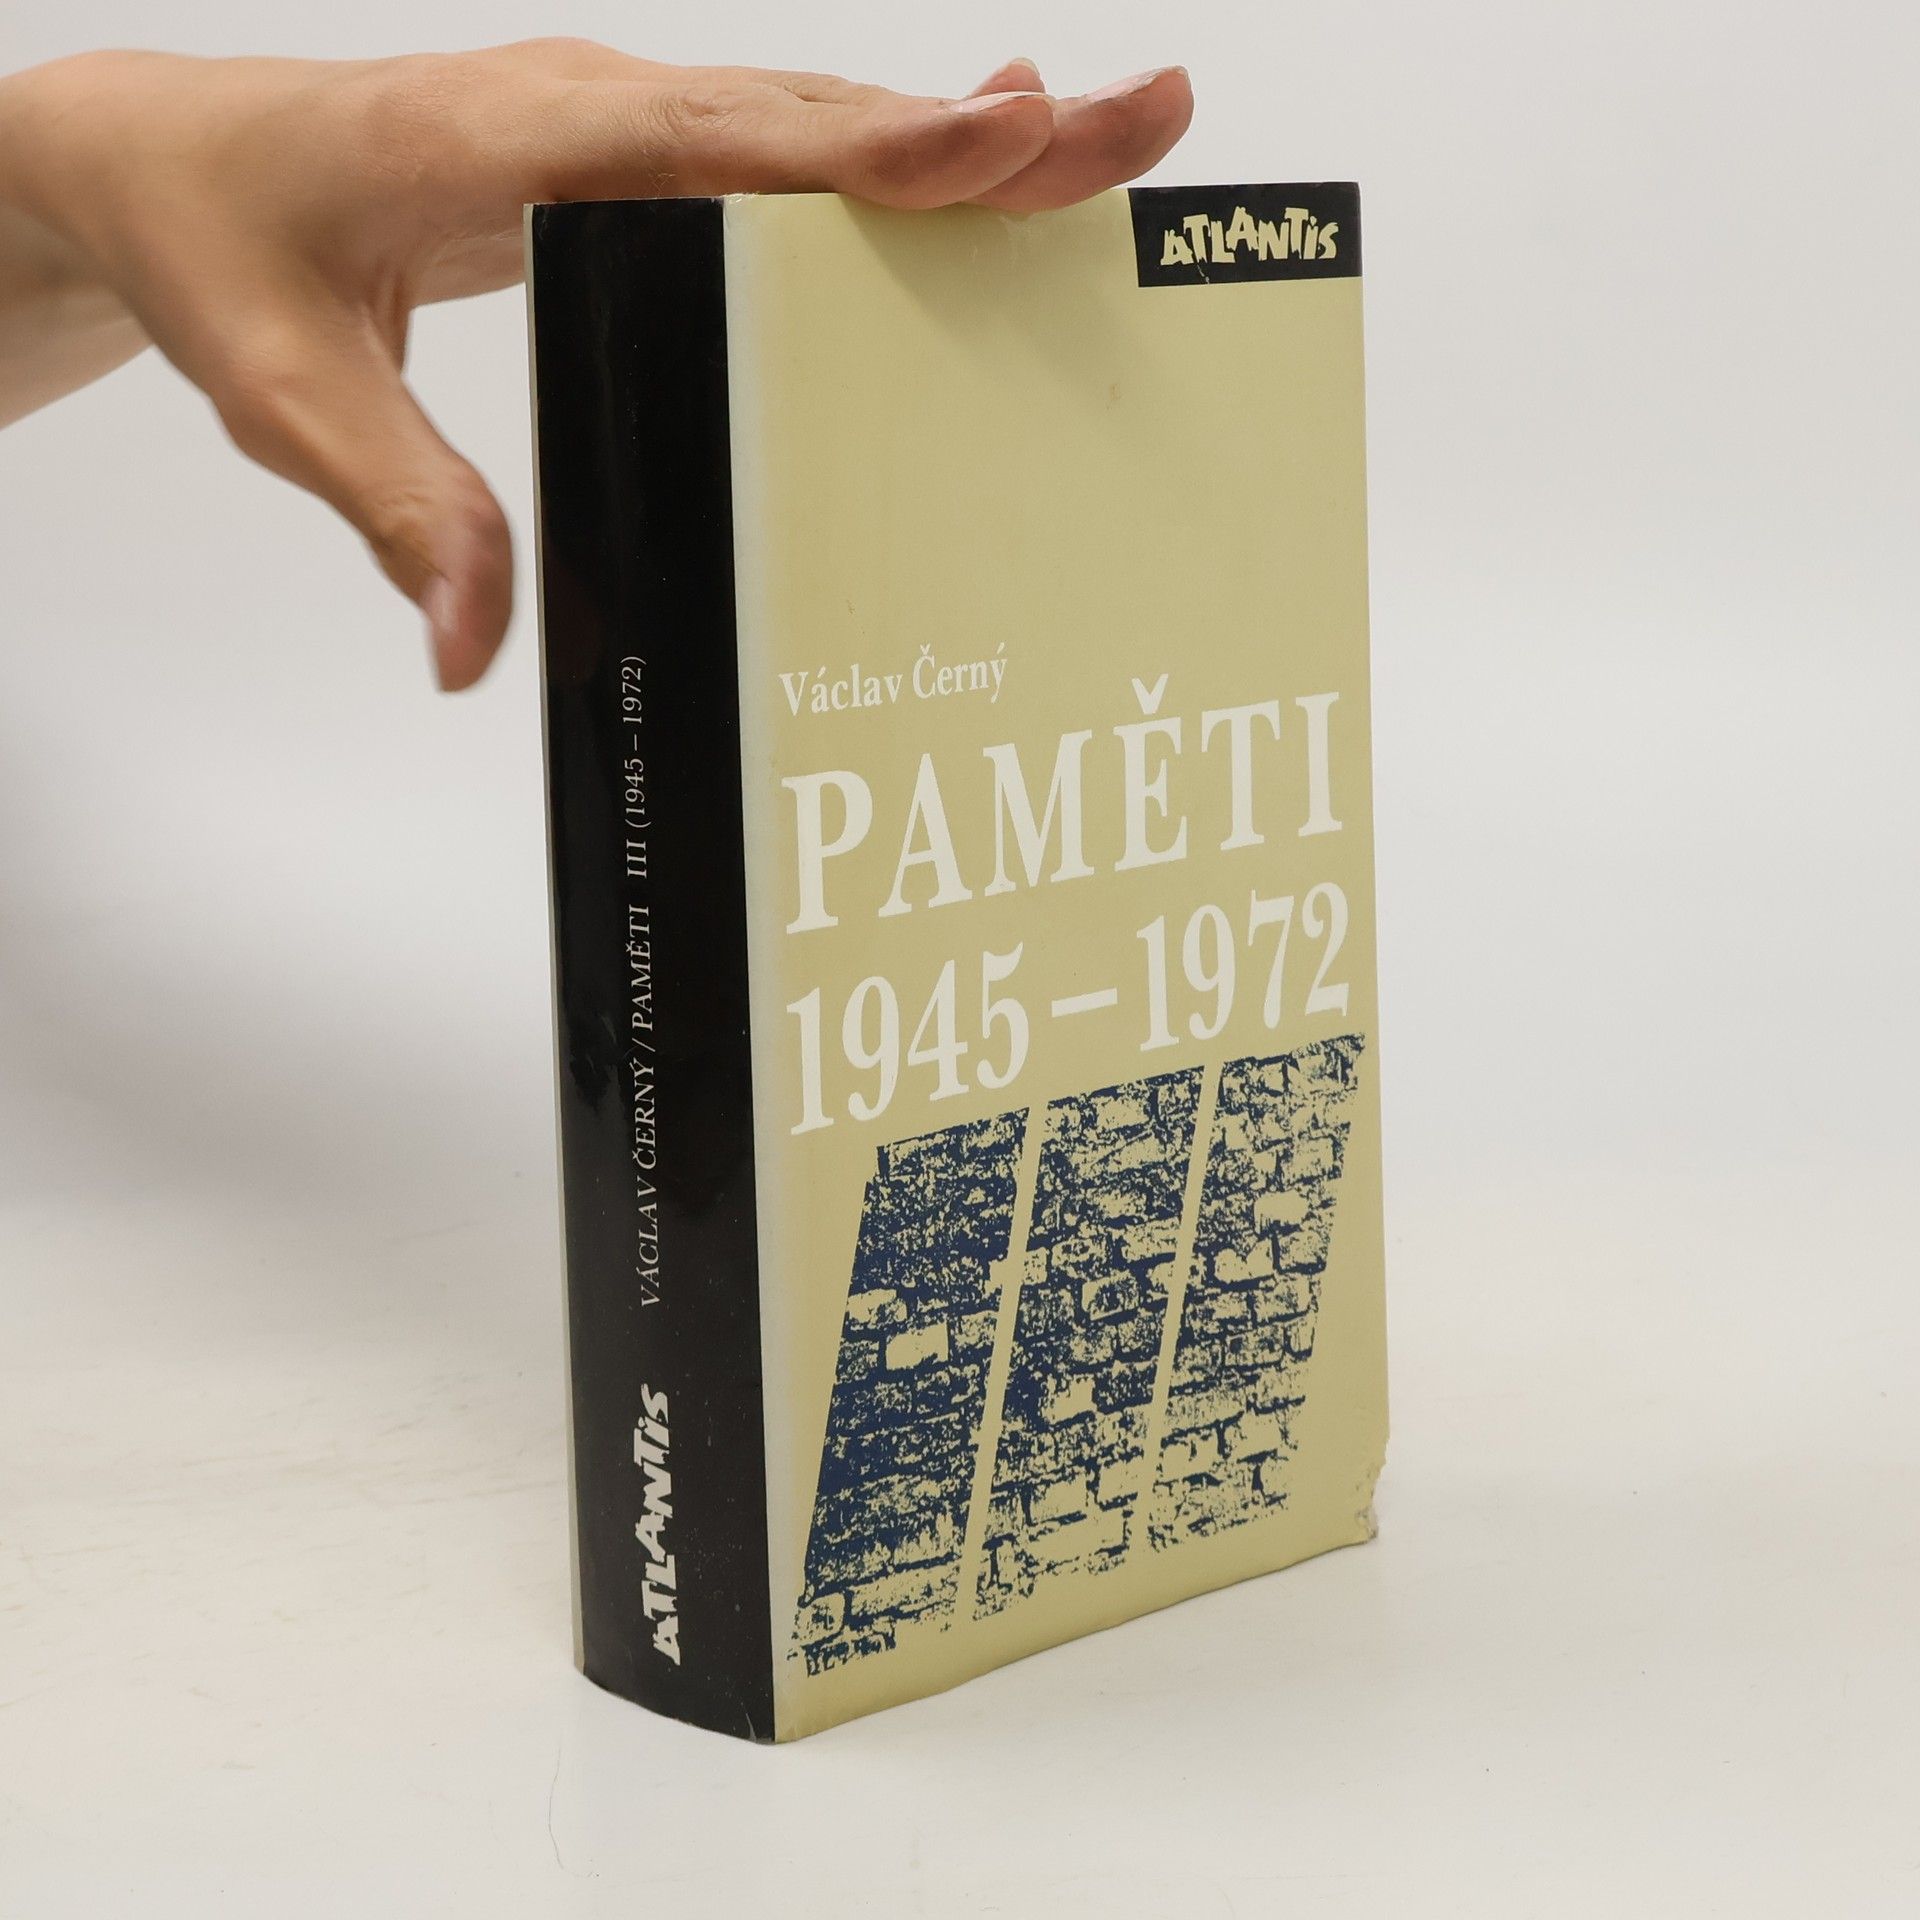 ATLANTIS
Václav Černý
PAMĚTI
1945 – 1972
VÁCLAV ČERNÝ / PAMĚTI III (1945 – 1972)
ATLANTIS